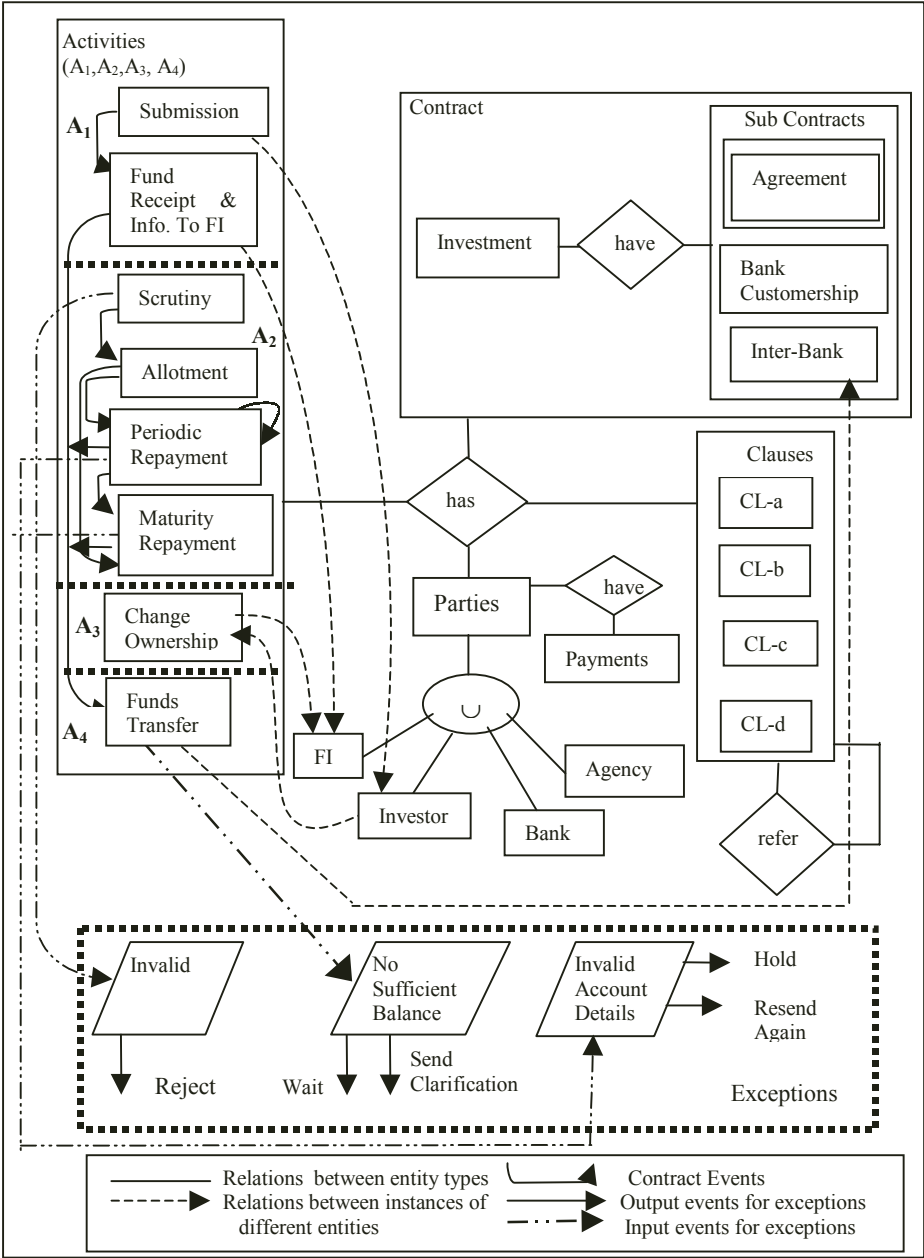 Activities
(A₁,A₂,A₃, A₄)
A₁
Submission
Fund
Receipt &
Info. To FI
Scrutiny
A₂
Allotment
Periodic
Repayment
Maturity
Repayment
A₃
Change
Ownership
A₄
Funds
Transfer
Contract
Investment
have
Sub Contracts
Agreement
Bank
Customership
Inter-Bank
has
Clauses
CL-a
CL-b
CL-c
CL-d
refer
Parties
have
Payments
∪
FI
Investor
Bank
Agency
Invalid
Reject
No
Sufficient
Balance
Wait
Send
Clarification
Invalid
Account
Details
Hold
Resend
Again
Exceptions
Relations between entity types
Relations between instances of
different entities
Contract Events
Output events for exceptions
Input events for exceptions